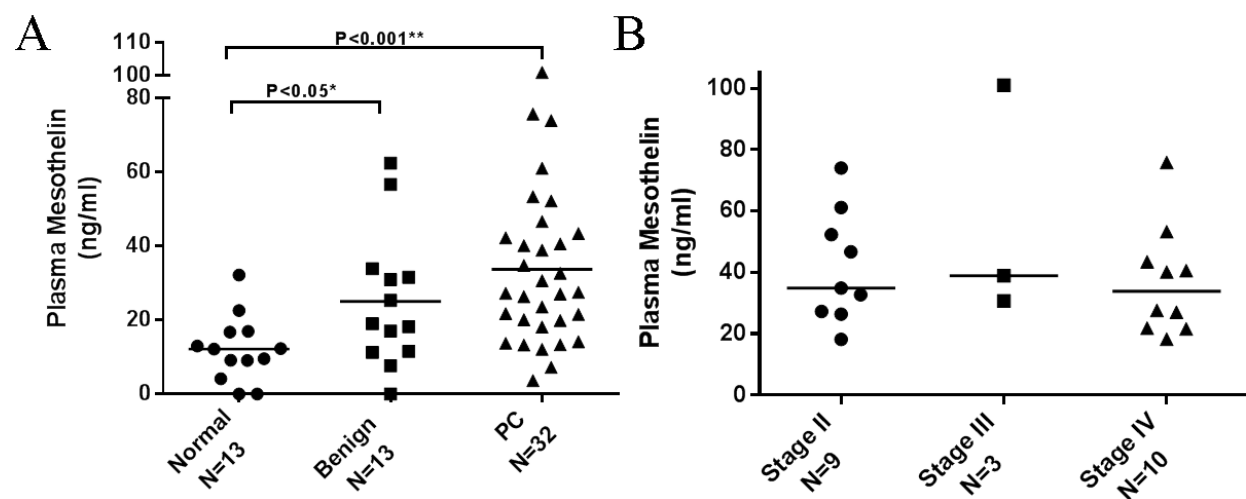 A
Plasma Mesothelin
(ng/ml)
110
100
80
60
40
20
0
P<0.001**
P<0.05*
Normal
N=13
Benign
N=13
PC
N=32
B
Plasma Mesothelin
(ng/ml)
100
80
60
40
20
0
Stage II
N=9
Stage III
N=3
Stage IV
N=10